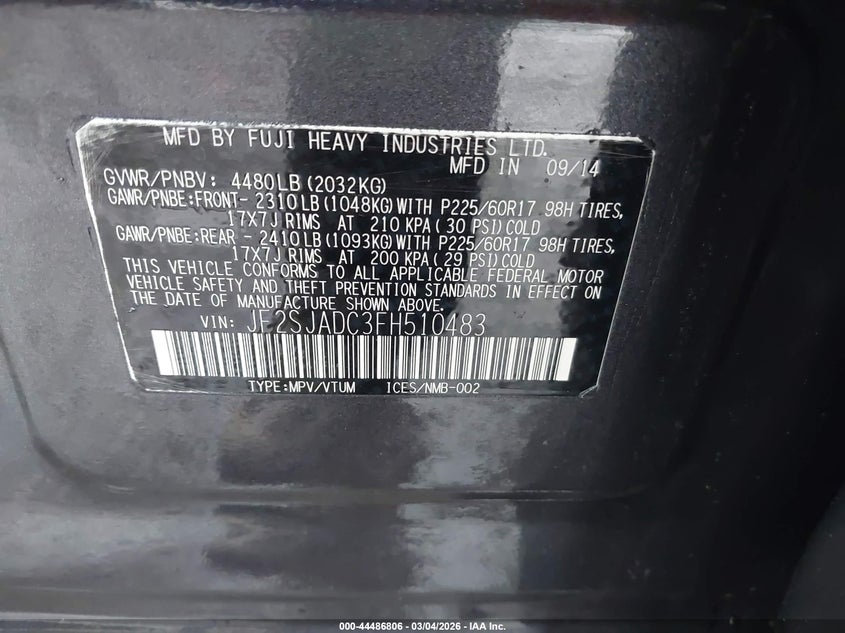 MFD BY FUJI HEAVY INDUSTRIES LTD.
MFD IN 09/14
GVWR/PNBV: 4480LB (2032KG)
GAWR/PNBE:FRONT- 2310 LB (1048KG) WITH P225/60R17 98H TIRES,
17X7J RIMS AT 210 KPA ( 30 PSI) COLD
GAWR/PNBE:REAR - 2410 LB (1093KG) WITH P225/60R17 98H TIRES,
17X7J RIMS AT 200 KPA ( 29 PSI) COLD
THIS VEHICLE CONFORMS TO ALL APPLICABLE FEDERAL MOTOR
VEHICLE SAFETY AND THEFT PREVENTION STANDARDS IN EFFECT ON
THE DATE OF MANUFACTURE SHOWN ABOVE.
VIN: JF2SJADC3FH510483
TYPE:MPV/VTUM ICES/NMB-002
000-44486806 - 03/04/2026 - IAA Inc.